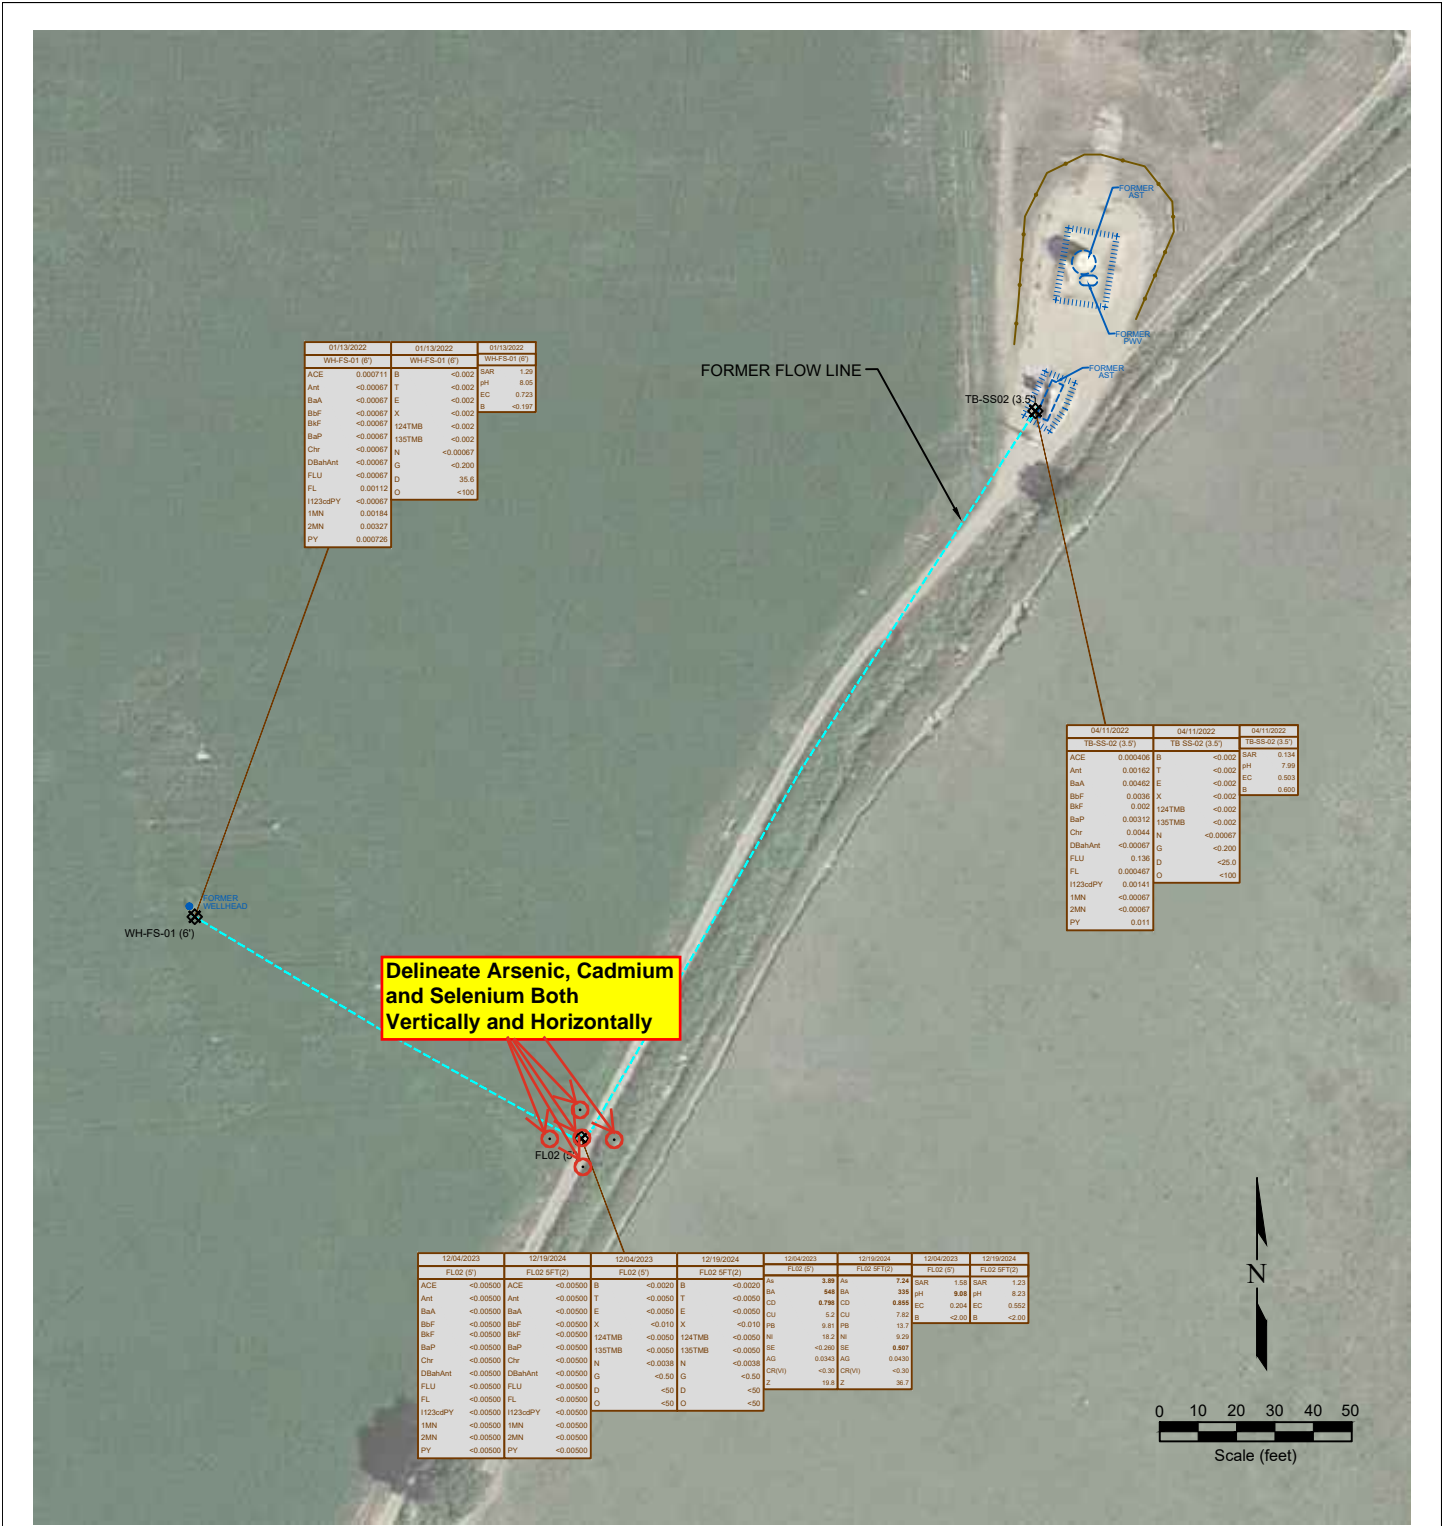 FORMER
AST
FORMER
PWV
FORMER FLOW LINE
FORMER
AST
TB-SS02 (3.5')
01/13/2022 01/13/2022 01/13/2022
WH-FS-01 (6') WH-FS-01 (6') WH-FS-01 (6')
ACE 0.000711 B <0.002 SAR 1.29
Ant <0.00067 T <0.002 pH 8.05
BaA <0.00067 E <0.002 EC 0.723
BbF <0.00067 X <0.002 B <0.197
BkF <0.00067 124TMB <0.002
BaP <0.00067 135TMB <0.002
Chr <0.00067 N <0.00067
DBahAnt <0.00067 G <0.200
FLU <0.00067 D 35.6
FL 0.00112 O <100
I123cdPY <0.00067
1MN 0.00184
2MN 0.00327
PY 0.000726
04/11/2022 04/11/2022 04/11/2022
TB-SS-02 (3.5') TB SS-02 (3.5') TB-SS-02 (3.5')
ACE 0.000406 B <0.002 SAR 0.134
Ant 0.00162 T <0.002 pH 7.99
BaA 0.00462 E <0.002 EC 0.503
BbF 0.0036 X <0.002 B 0.600
BkF 0.002 124TMB <0.002
BaP 0.00312 135TMB <0.002
Chr 0.0044 N <0.00067
DBahAnt <0.00067 G <0.200
FLU 0.136 D <25.0
FL 0.000467 O <100
I123cdPY 0.00141
1MN <0.00067
2MN <0.00067
PY 0.011
FORMER
WELLHEAD
WH-FS-01 (6')
Delineate Arsenic, Cadmium
and Selenium Both
Vertically and Horizontally
FL02 (5')
12/04/2023 12/19/2024 12/04/2023 12/19/2024 12/04/2023 12/19/2024 12/04/2023 12/19/2024
FL02 (5') FL02 5FT(2) FL02 (5') FL02 5FT(2) FL02 (5') FL02 5FT(2) FL02 (5') FL02 5FT(2)
ACE <0.00500 ACE <0.00500 B <0.0020 B <0.0020 As 3.89 As 7.24 SAR 1.58 SAR 1.23
Ant <0.00500 Ant <0.00500 T <0.0050 T <0.0050 BA 548 BA 335 pH 9.08 pH 8.23
BaA <0.00500 BaA <0.00500 E <0.0050 E <0.0050 CD 0.798 CD 0.855 EC 0.204 EC 0.552
BbF <0.00500 BbF <0.00500 X <0.010 X <0.010 CU 5.2 CU 7.82 B <2.00 B <2.00
BkF <0.00500 BkF <0.00500 124TMB <0.0050 124TMB <0.0050 PB 9.81 PB 13.7
BaP <0.00500 BaP <0.00500 135TMB <0.0050 135TMB <0.0050 NI 18.2 NI 9.29
Chr <0.00500 Chr <0.00500 N <0.0038 N <0.0038 SE <0.260 SE 0.507
DBahAnt <0.00500 DBahAnt <0.00500 G <0.50 G <0.50 AG 0.0343 AG 0.0430
FLU <0.00500 FLU <0.00500 D <50 D <50 CR(VI) <0.30 CR(VI) <0.30
FL <0.00500 FL <0.00500 O <50 O <50 Z 19.8 Z 36.7
I123cdPY <0.00500 I123cdPY <0.00500
1MN <0.00500 1MN <0.00500
2MN <0.00500 2MN <0.00500
PY <0.00500 PY <0.00500
N
0 10 20 30 40 50
Scale (feet)